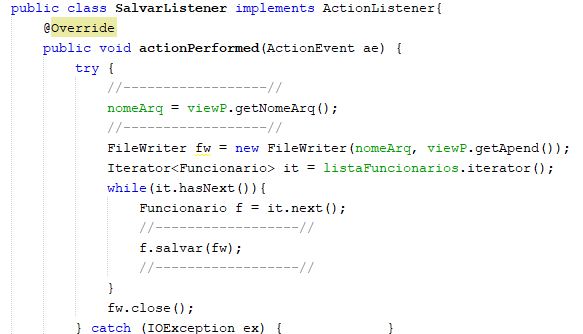 public class SalvarListener implements ActionListener{
@Override
public void actionPerformed(ActionEvent ae) {
try {
//------------------//
nomeArq = viewP.getNomeArq();
//------------------//
FileWriter fw = new FileWriter(nomeArq, viewP.getApend());
Iterator<Funcionario> it = listaFuncionarios.iterator();
while(it.hasNext()){
Funcionario f = it.next();
//------------------//
f.salvar(fw);
//------------------//
}
fw.close();
} catch (IOException ex) {             }